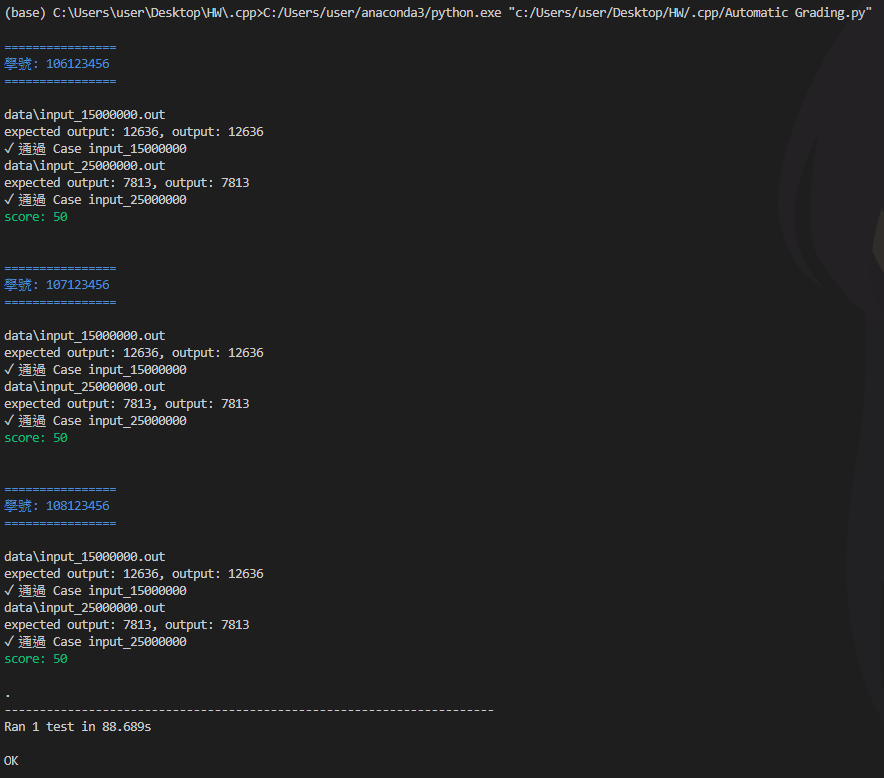 (base) C:\Users\user\Desktop\HW\.cpp>C:/Users/user/anaconda3/python.exe "c:/Users/user/Desktop/HW/.cpp/Automatic Grading.py"
================
學號: 106123456
================
data\input_15000000.out
expected output: 12636, output: 12636
✓ 通過 Case input_15000000
data\input_25000000.out
expected output: 7813, output: 7813
✓ 通過 Case input_25000000
score: 50
================
學號: 107123456
================
data\input_15000000.out
expected output: 12636, output: 12636
✓ 通過 Case input_15000000
data\input_25000000.out
expected output: 7813, output: 7813
✓ 通過 Case input_25000000
score: 50
================
學號: 108123456
================
data\input_15000000.out
expected output: 12636, output: 12636
✓ 通過 Case input_15000000
data\input_25000000.out
expected output: 7813, output: 7813
✓ 通過 Case input_25000000
score: 50
.
----------------------------------------------------------------------
Ran 1 test in 88.689s
OK